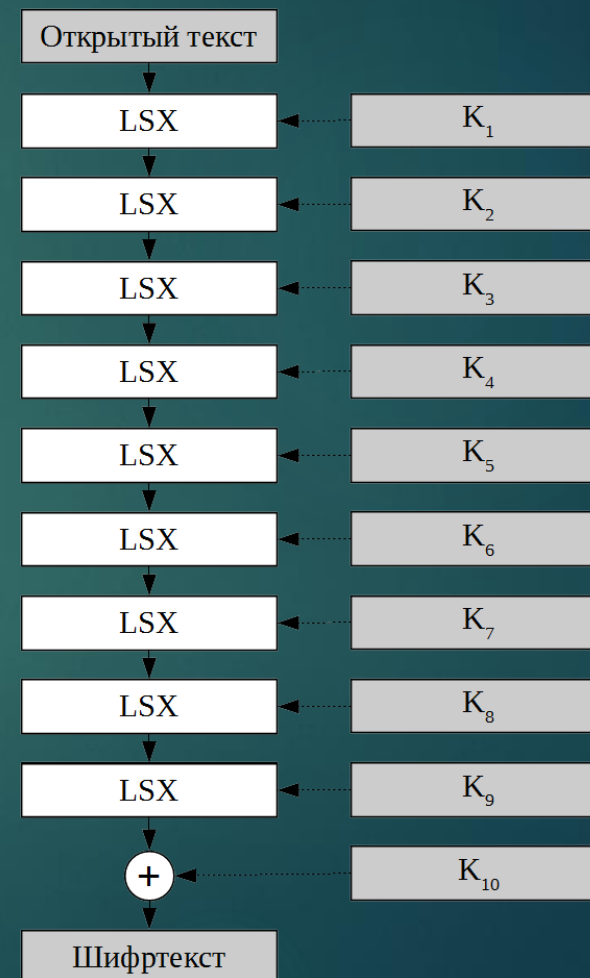 Открытый текст
LSX K₁
LSX K₂
LSX K₃
LSX K₄
LSX K₅
LSX K₆
LSX K₇
LSX K₈
LSX K₉
+ K₁₀
Шифртекст